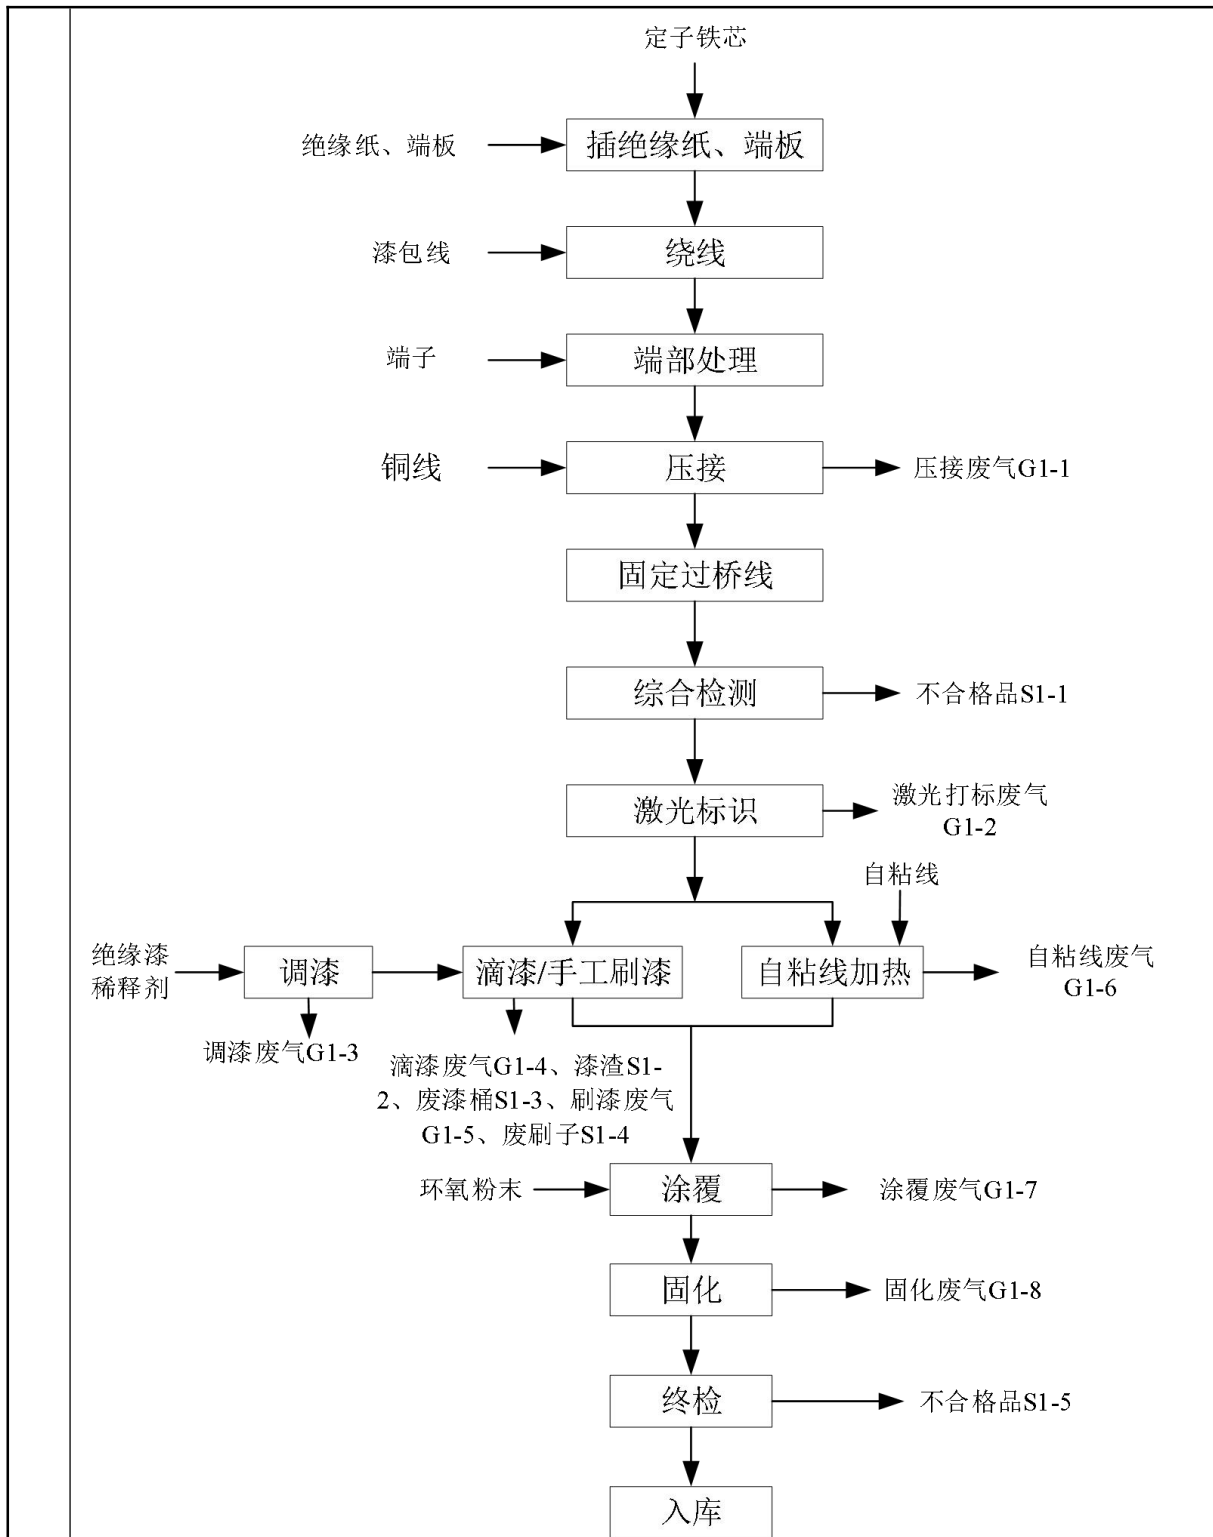 定子铁芯
绝缘纸、端板
插绝缘纸、端板
漆包线
绕线
端子
端部处理
铜线
压接
压接废气G1-1
固定过桥线
综合检测
不合格品S1-1
激光标识
激光打标废气
G1-2
自粘线
绝缘漆
稀释剂
调漆
滴漆/手工刷漆
自粘线加热
自粘线废气
G1-6
调漆废气G1-3
滴漆废气G1-4、漆渣S1-
2、废漆桶S1-3、刷漆废气
G1-5、废刷子S1-4
环氧粉末
涂覆
涂覆废气G1-7
固化
固化废气G1-8
终检
不合格品S1-5
入库